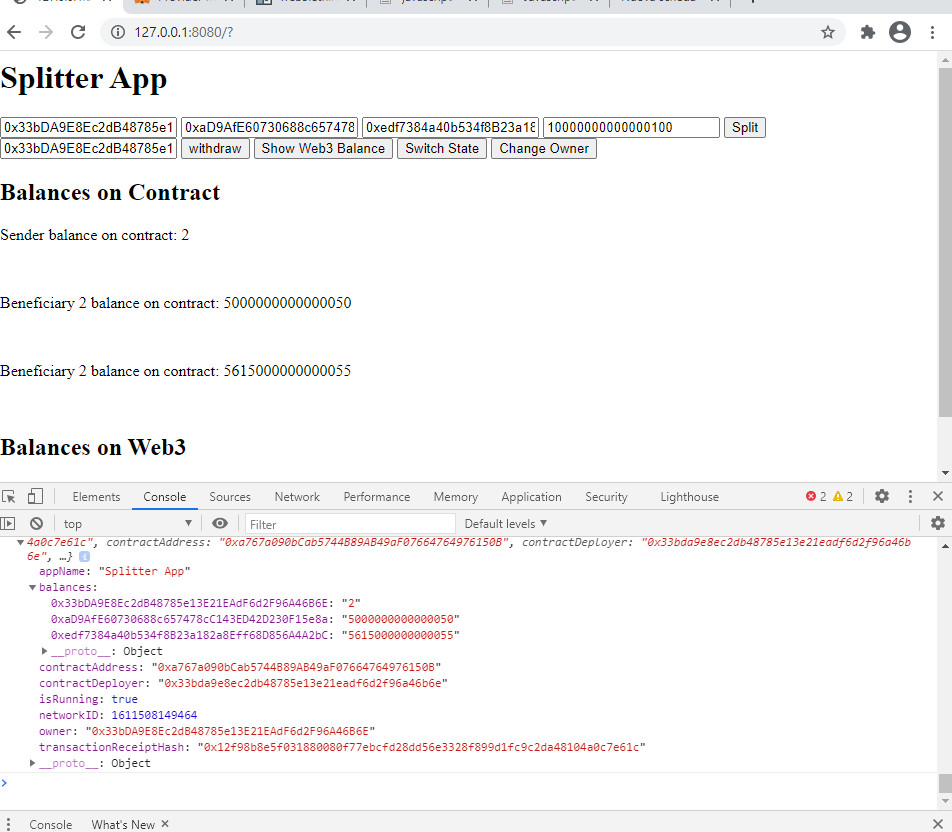 127.0.0.1:8080/?
Splitter App
0x33bDA9E8Ec2dB48785e1 0xaD9AfE60730688c657478 0xedf7384a40b534f8B23a18 10000000000000100 Split
0x33bDA9E8Ec2dB48785e1 withdraw Show Web3 Balance Switch State Change Owner
Balances on Contract
Sender balance on contract: 2
Beneficiary 2 balance on contract: 5000000000000050
Beneficiary 2 balance on contract: 5615000000000055
Balances on Web3
Elements Console Sources Network Performance Memory Application Security Lighthouse 2 2
top Filter Default levels
4a0c7e61c", contractAddress: "0xa767a090bCab5744B89AB49aF07664764976150B", contractDeployer: "0x33bda9e8ec2db48785e13e21eadf6d2f96a46b
6e", …} i
appName: "Splitter App"
balances:
0x33bDA9E8Ec2dB48785e13E21EAdF6d2F96A46B6E: "2"
0xaD9AfE60730688c657478cC143ED42D230F15e8a: "5000000000000050"
0xedf7384a40b534f8B23a182a8Eff68D856A4A2bC: "5615000000000055"
__proto__: Object
contractAddress: "0xa767a090bCab5744B89AB49aF07664764976150B"
contractDeployer: "0x33bda9e8ec2db48785e13e21eadf6d2f96a46b6e"
isRunning: true
networkID: 1611508149464
owner: "0x33bDA9E8Ec2dB48785e13E21EAdF6d2F96A46B6E"
transactionReceiptHash: "0x12f98b8e5f031880080f77ebcfd28dd56e3328f899d1fc9c2da48104a0c7e61c"
__proto__: Object
Console What's New